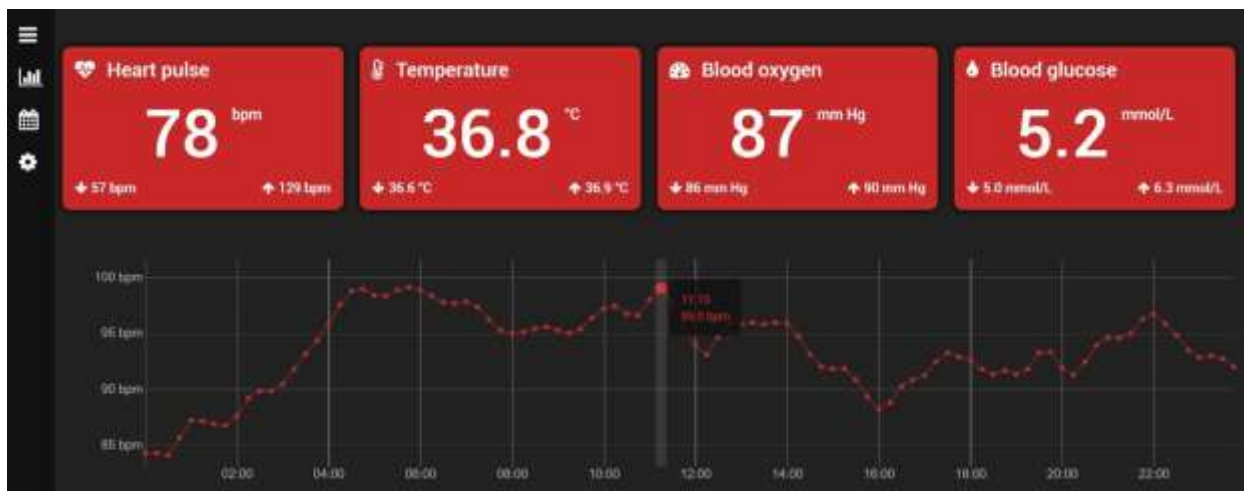 Heart pulse
78 bpm
↓ 57 bpm ↑ 129 bpm
Temperature
36.8 °C
↓ 36.6 °C ↑ 36.9 °C
Blood oxygen
87 mm Hg
↓ 86 mm Hg ↑ 90 mm Hg
Blood glucose
5.2 mmol/L
↓ 5.0 mmol/L ↑ 6.3 mmol/L
100 bpm
95 bpm
90 bpm
85 bpm
11:15
bpm
02:00 04:00 06:00 08:00 10:00 12:00 14:00 16:00 18:00 20:00 22:00